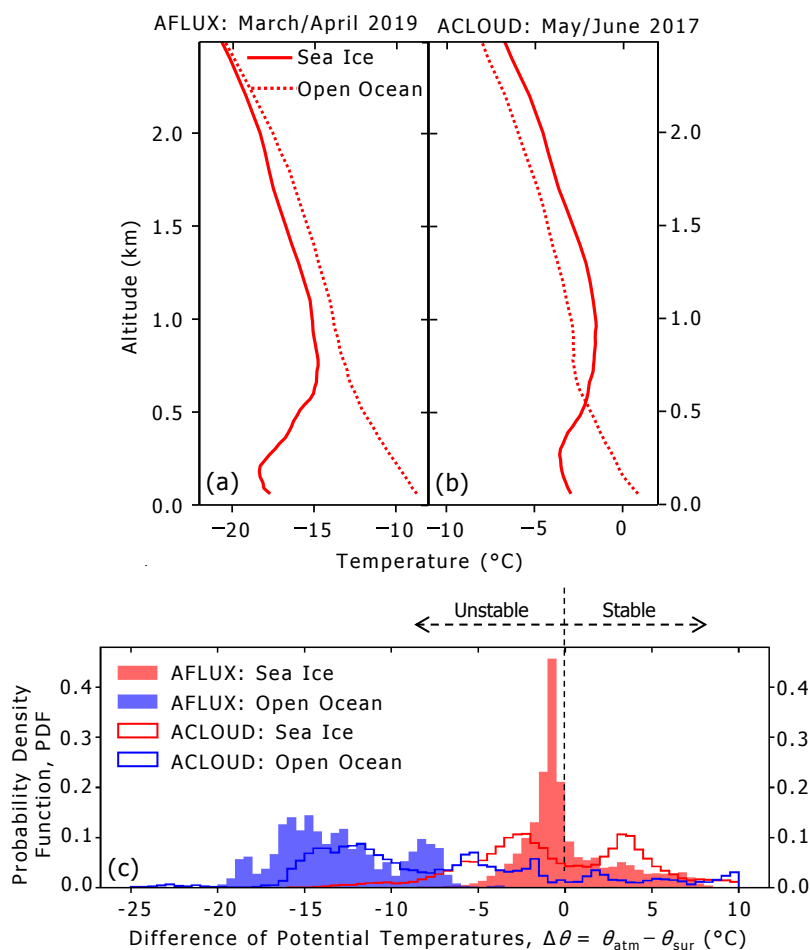 AFLUX: March/April 2019
ACLOUD: May/June 2017
Sea Ice
Open Ocean
Altitude (km)
2.0
1.5
1.0
0.5
0.0
2.0
1.5
1.0
0.5
0.0
(a)
(b)
−20
−15
−10
−10
−5
0
Temperature (°C)
Unstable
Stable
AFLUX: Sea Ice
AFLUX: Open Ocean
ACLOUD: Sea Ice
ACLOUD: Open Ocean
Probability Density
Function, PDF
0.4
0.3
0.2
0.1
0.0
0.4
0.3
0.2
0.1
0.0
(c)
-25
-20
-15
-10
-5
0
5
10
Difference of Potential Temperatures, Δθ = θatm − θsur (°C)